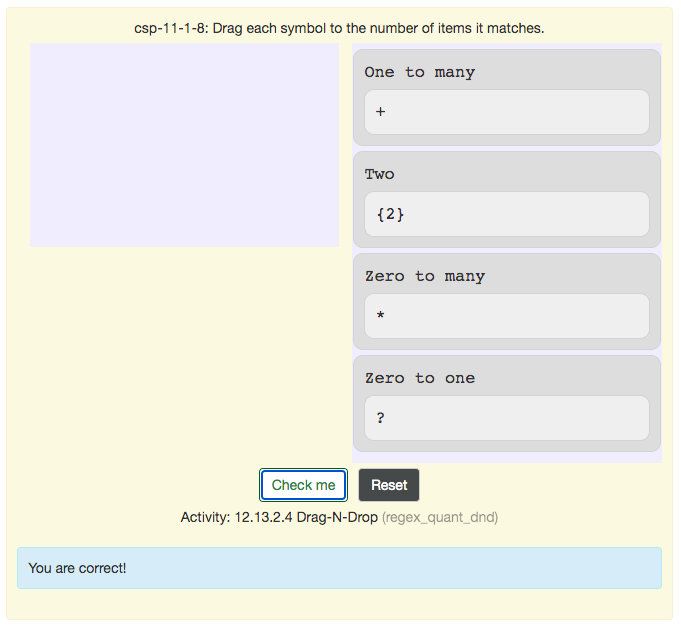 csp-11-1-8: Drag each symbol to the number of items it matches.
One to many
+
Two
{2}
Zero to many
*
Zero to one
?
Check me
Reset
Activity: 12.13.2.4 Drag-N-Drop (regex_quant_dnd)
You are correct!